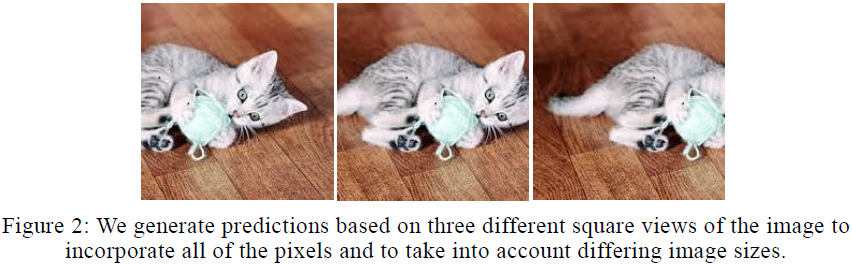 Figure 2: We generate predictions based on three different square views of the image to
incorporate all of the pixels and to take into account differing image sizes.